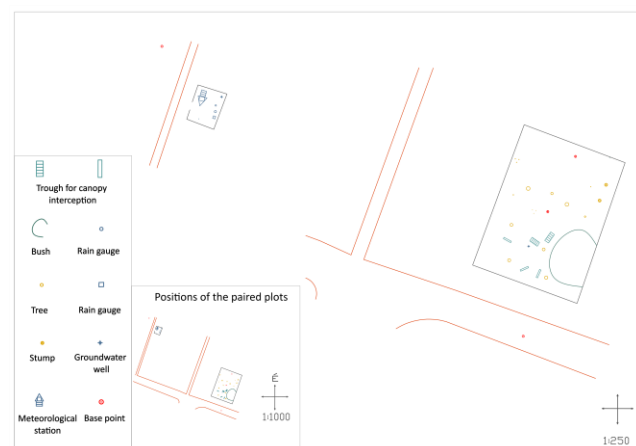 Trough for canopy
interception
Bush
Rain gauge
Tree
Rain gauge
Stump
Groundwater
well
Meteorological
station
Base point
Positions of the paired plots
É
1:1000
1:250